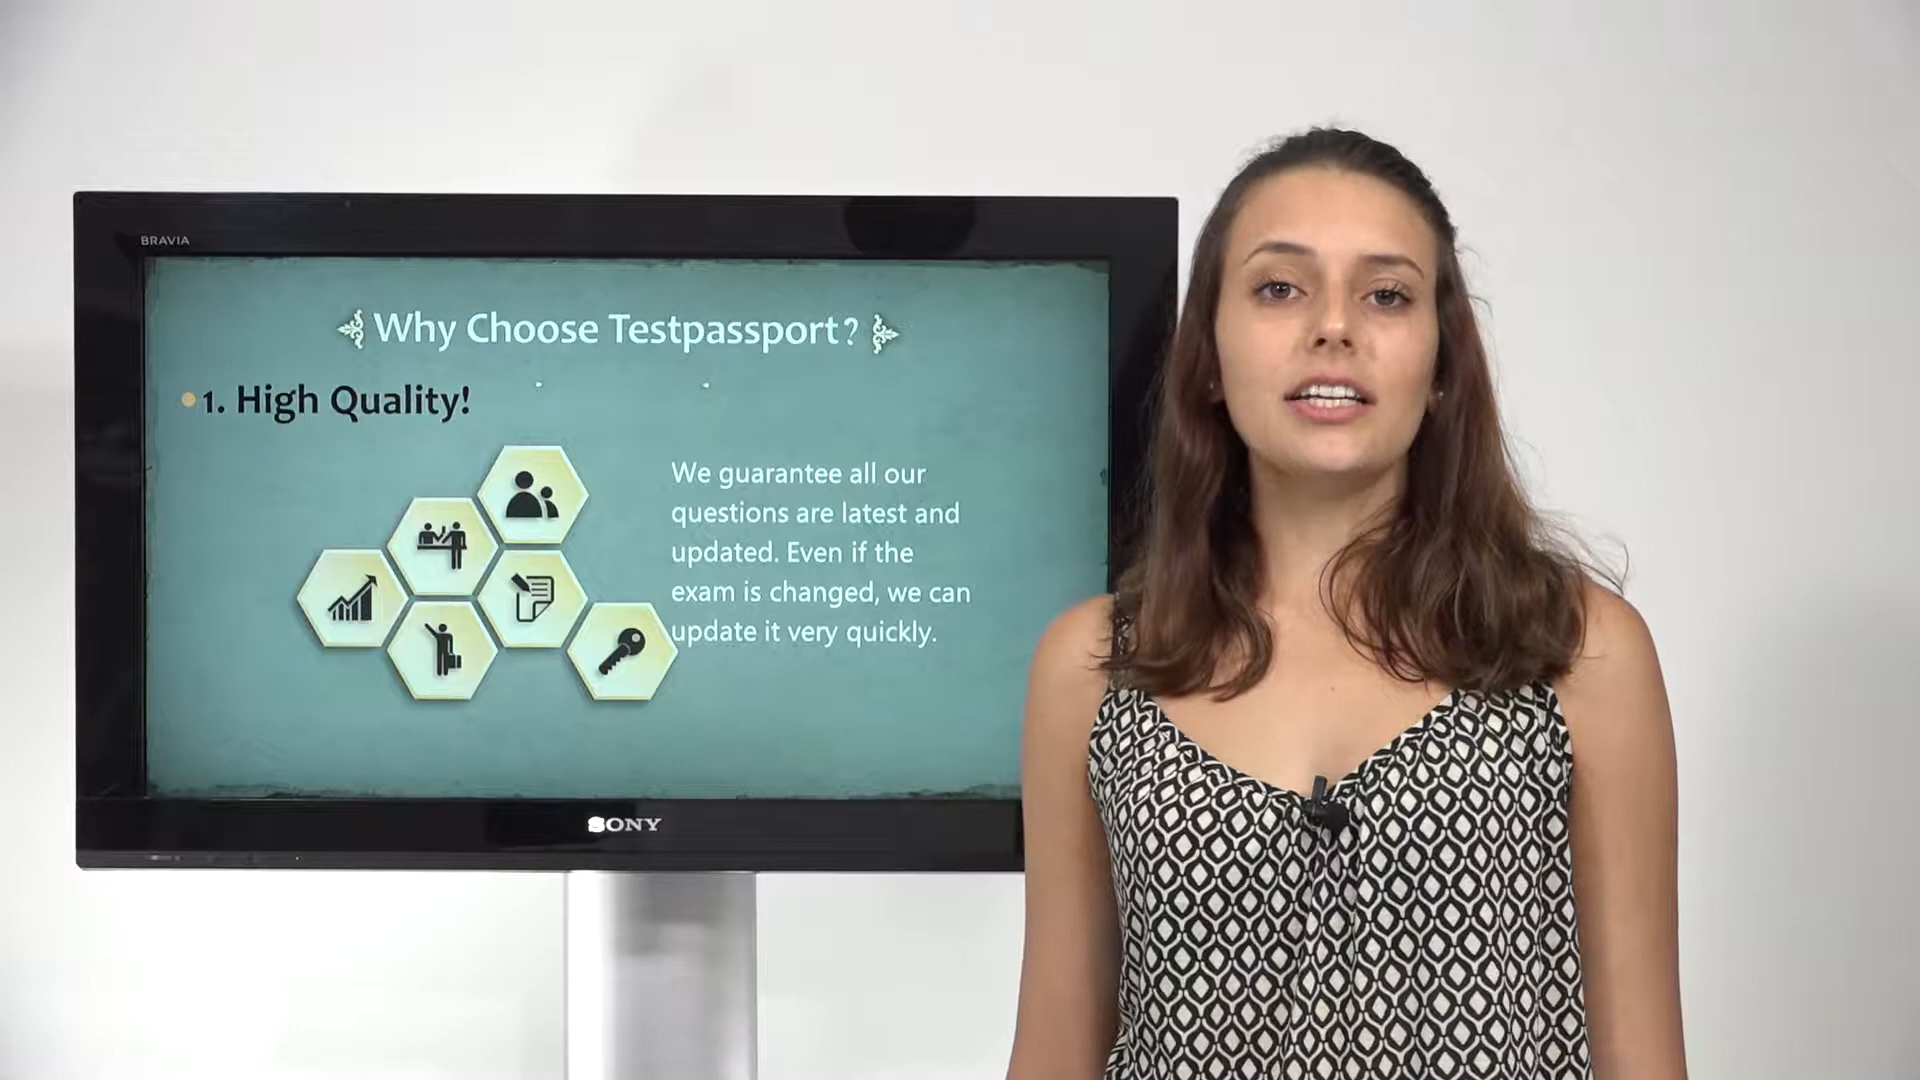 BRAVIA
Why Choose Testpassport?
1. High Quality!
We guarantee all our
questions are latest and
updated. Even if the
exam is changed, we can
update it very quickly.
SONY